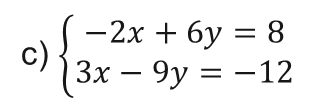 c) { −2x + 6y = 8
3x − 9y = −12